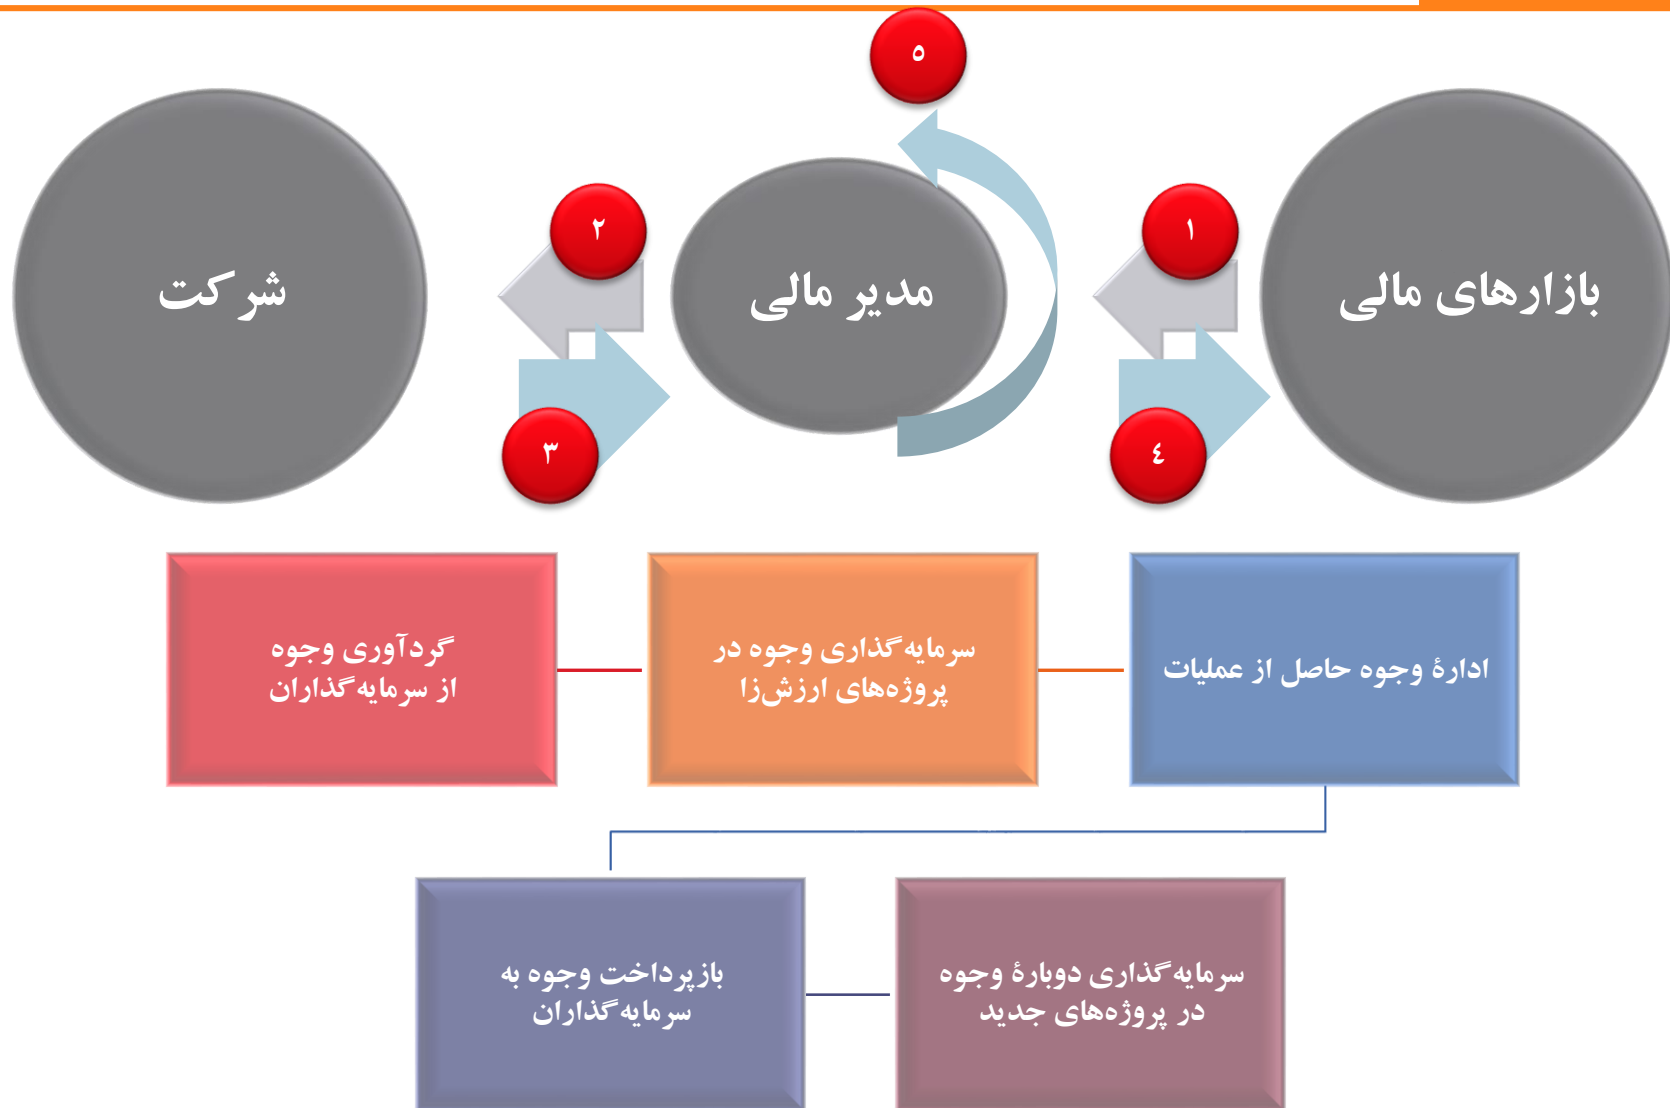 ۵
بازارهای مالی
۱
مدیر مالی
۲
شرکت
۴
۳
گردآوری وجوه
از سرمایه‌گذاران
سرمایه‌گذاری وجوه در
پروژه‌های ارزش‌زا
ادارۀ وجوه حاصل از عملیات
بازپرداخت وجوه به
سرمایه‌گذاران
سرمایه‌گذاری دوبارۀ وجوه
در پروژه‌های جدید